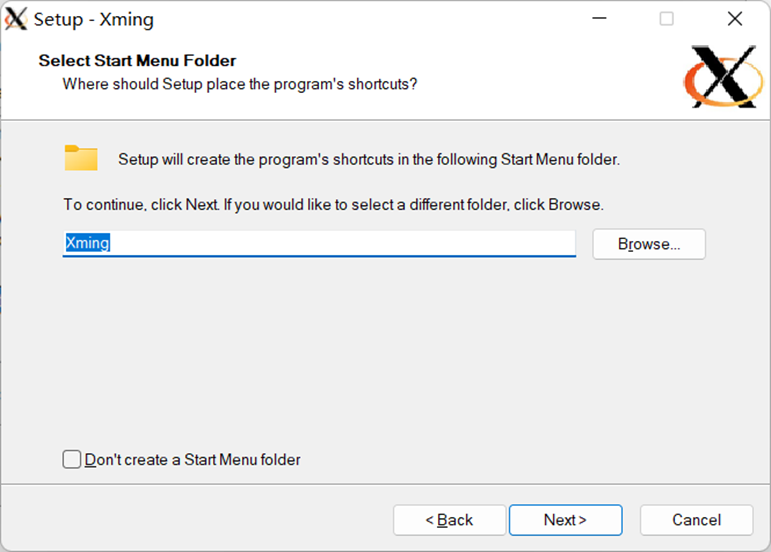 Setup - Xming
Select Start Menu Folder
Where should Setup place the program's shortcuts?
Setup will create the program's shortcuts in the following Start Menu folder.
To continue, click Next. If you would like to select a different folder, click Browse.
Xming
Browse...
Don't create a Start Menu folder
< Back
Next >
Cancel